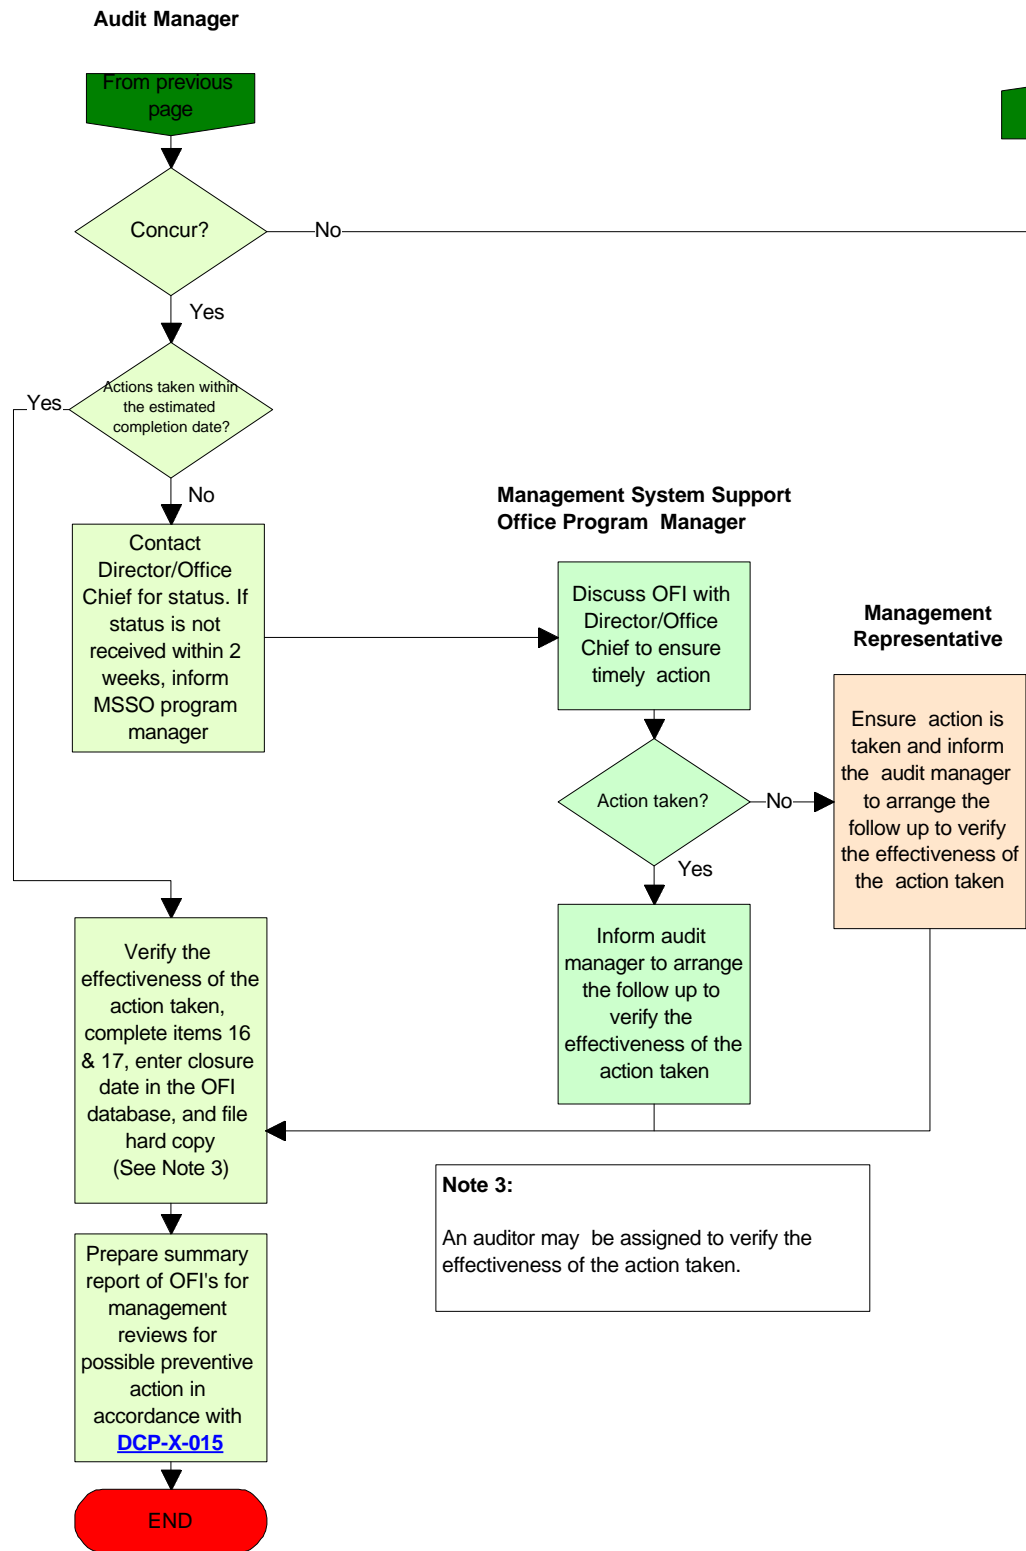 Audit Manager
From previous
page
Concur?
No
Yes
Actions taken within
the estimated
completion date?
Yes
No
Contact
Director/Office
Chief for status. If
status is not
received within 2
weeks, inform
MSSO program
manager
Management System Support
Office Program Manager
Discuss OFI with
Director/Office
Chief to ensure
timely action
Action taken?
No
Yes
Management
Representative
Ensure action is
taken and inform
the audit manager
to arrange the
follow up to verify
the effectiveness of
the action taken
Inform audit
manager to arrange
the follow up to
verify the
effectiveness of the
action taken
Verify the
effectiveness of the
action taken,
complete items 16
& 17, enter closure
date in the OFI
database, and file
hard copy
(See Note 3)
Note 3:
An auditor may be assigned to verify the
effectiveness of the action taken.
Prepare summary
report of OFI's for
management
reviews for
possible preventive
action in
accordance with
DCP-X-015
END